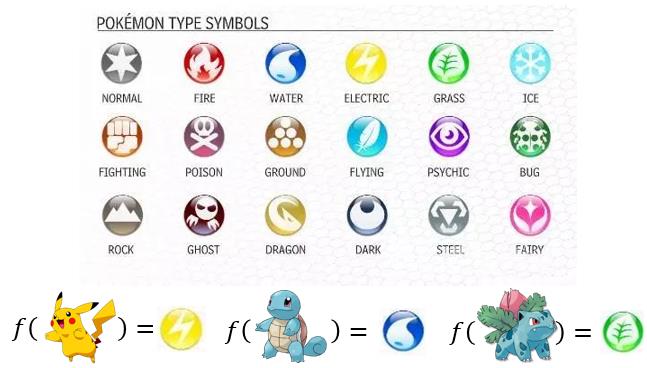 POKÉMON TYPE SYMBOLS
NORMAL FIRE WATER ELECTRIC GRASS ICE
FIGHTING POISON GROUND FLYING PSYCHIC BUG
ROCK GHOST DRAGON DARK STEEL FAIRY
f( ) = f( ) = f( ) =